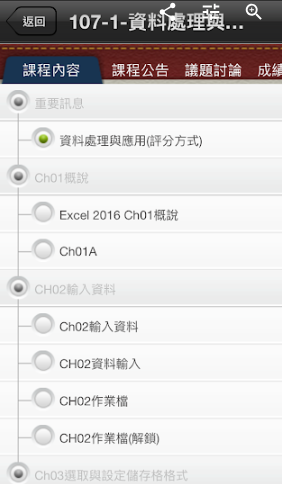 返回
107-1-資料處理與...
課程內容
課程公告
議題討論
成績
重要訊息
資料處理與應用(評分方式)
Ch01概說
Excel 2016 Ch01概說
Ch01A
CH02輸入資料
Ch02輸入資料
CH02資料輸入
CH02作業檔
CH02作業檔(解鎖)
Ch03選取與設定儲存格格式